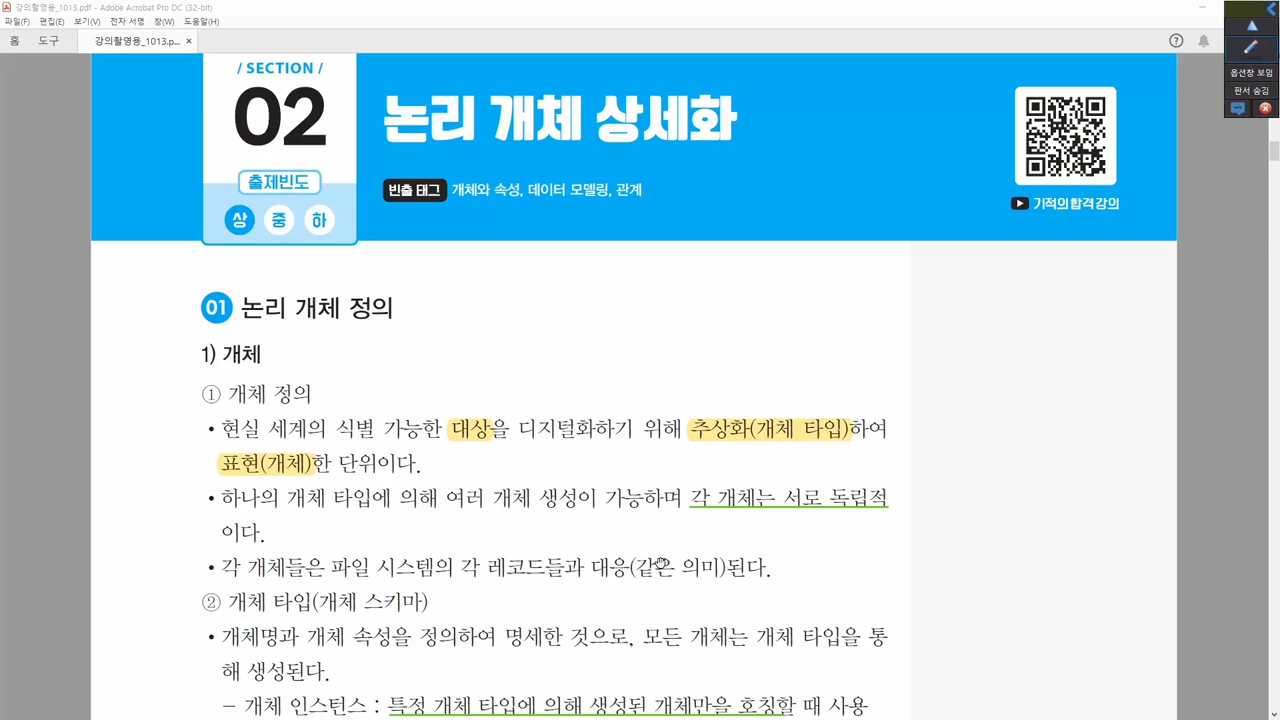 강의촬영용_1013.pdf - Adobe Acrobat Pro DC (32-bit)
파일(F) 편집(E) 보기(V) 전자 서명 창(W) 도움말(H)
홈 도구 강의촬영용_1013.p... ×
옵션창 보임
판서 숨김
/ SECTION /
02
출제빈도
상 중 하
논리 개체 상세화
빈출 태그 개체와 속성, 데이터 모델링, 관계
기적의합격강의
01 논리 개체 정의
1) 개체
① 개체 정의
• 현실 세계의 식별 가능한 대상을 디지털화하기 위해 추상화(개체 타입)하여
표현(개체)한 단위이다.
• 하나의 개체 타입에 의해 여러 개체 생성이 가능하며 각 개체는 서로 독립적
이다.
• 각 개체들은 파일 시스템의 각 레코드들과 대응(같은 의미)된다.
② 개체 타입(개체 스키마)
• 개체명과 개체 속성을 정의하여 명세한 것으로, 모든 개체는 개체 타입을 통
해 생성된다.
– 개체 인스턴스 : 특정 개체 타입에 의해 생성된 개체만을 호칭할 때 사용